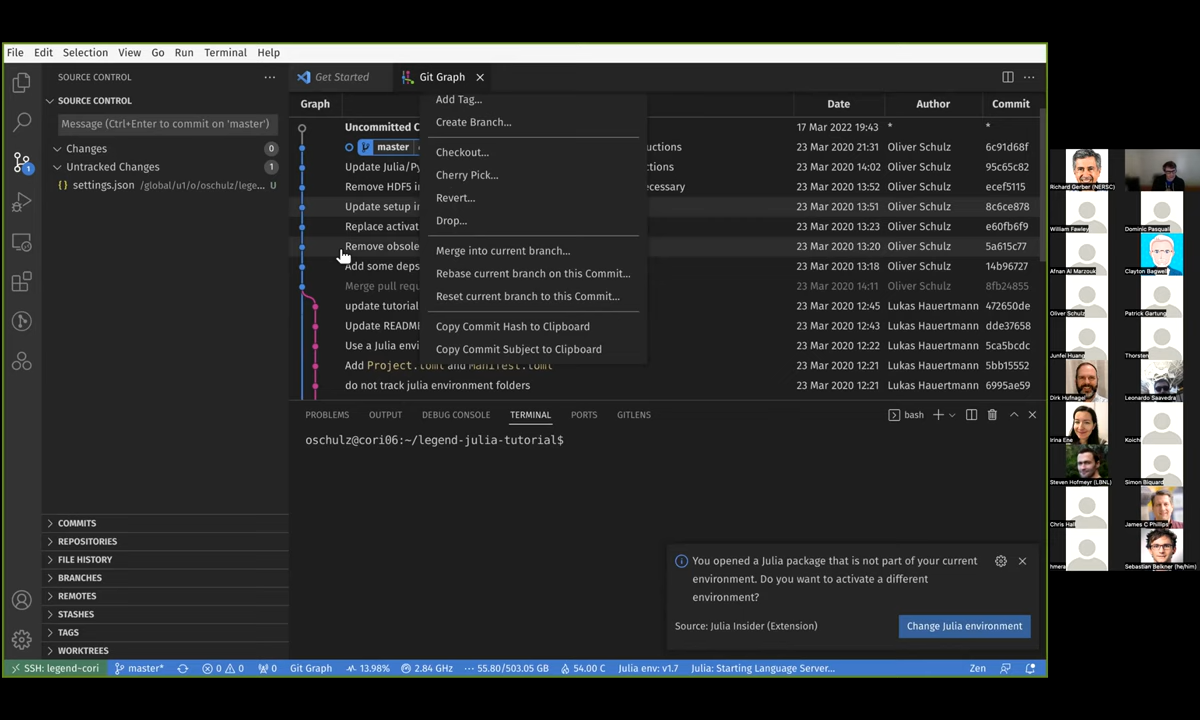 File Edit Selection View Go Run Terminal Help
SOURCE CONTROL ...
SOURCE CONTROL
Message (Ctrl+Enter to commit on 'master')
Changes 0
Untracked Changes 1
settings.json /global/u1/o/oschulz/lege... U
COMMITS
REPOSITORIES
FILE HISTORY
BRANCHES
REMOTES
STASHES
TAGS
WORKTREES
Get Started
Git Graph
Graph Date Author Commit
Uncommitted C 17 Mar 2022 19:43 * *
master uctions 23 Mar 2020 21:31 Oliver Schulz 6c91d68f
Update Julia/Py ctions 23 Mar 2020 14:02 Oliver Schulz 95c65c82
Remove HDF5 in ecessary 23 Mar 2020 13:52 Oliver Schulz ecef5115
Update setup in 23 Mar 2020 13:51 Oliver Schulz 8c6ce878
Replace activat 23 Mar 2020 13:23 Oliver Schulz e60fb6f9
Remove obsole 23 Mar 2020 13:20 Oliver Schulz 5a615c77
Add some deps 23 Mar 2020 13:18 Oliver Schulz 14b96727
Merge pull requ 23 Mar 2020 14:11 Oliver Schulz 8fb24855
update tutorial 23 Mar 2020 12:45 Lukas Hauertmann 472650de
Update README 23 Mar 2020 12:43 Lukas Hauertmann dde37658
Use a Julia envi 23 Mar 2020 12:22 Lukas Hauertmann 5ca5bcdc
Add Project.toml and Manifest.toml 23 Mar 2020 12:21 Lukas Hauertmann 5bb15552
do not track julia environment folders 23 Mar 2020 12:21 Lukas Hauertmann 6995ae59
Add Tag...
Create Branch...
Checkout...
Cherry Pick...
Revert...
Drop...
Merge into current branch...
Rebase current branch on this Commit...
Reset current branch to this Commit...
Copy Commit Hash to Clipboard
Copy Commit Subject to Clipboard
PROBLEMS OUTPUT DEBUG CONSOLE TERMINAL PORTS GITLENS bash
oschulz@cori06:~/legend-julia-tutorial$
You opened a Julia package that is not part of your current
environment. Do you want to activate a different
environment?
Source: Julia Insider (Extension)
Change Julia environment
SSH: legend-cori master* 0 0 0 Git Graph 13.98% 2.84 GHz 55.80/503.05 GB 54.00 C Julia env: v1.7 Julia: Starting Language Server... Zen
Richard Gerber (NERSC)
William Fawley
Dominic Pasquali
Afnan Al Marzouk
Clayton Bagwell
Oliver Schulz
Patrick Gartung
Junfei Huang
Thorsten
Dirk Hufnagel
Leonardo Saavedra
Irina Ene
Koichi
Steven Hofmeyr (LBNL)
Simon Biquard
Chris Hall
James C Phillips
hmera
Sebastian Belkner (he/him)